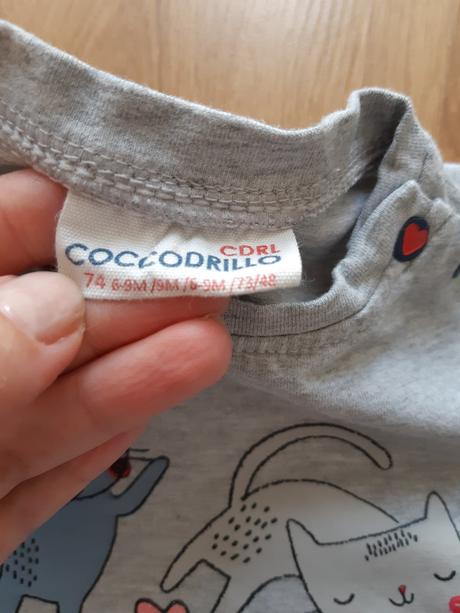 CDRL
COCCODRILLO
74 6-9M /9M /6-9M /73/48